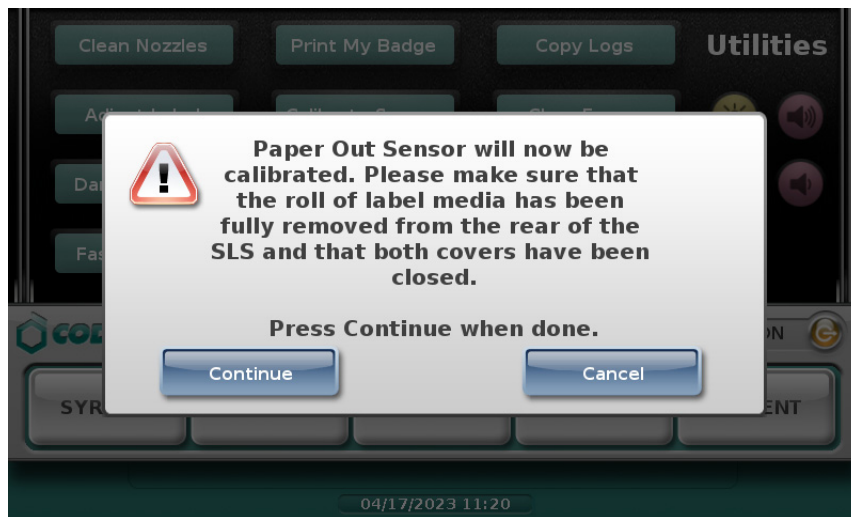 Clean Nozzles
Print My Badge
Copy Logs
Utilities
Paper Out Sensor will now be
calibrated. Please make sure that
the roll of label media has been
fully removed from the rear of the
SLS and that both covers have been
closed.
Press Continue when done.
Continue
Cancel
04/17/2023 11:20